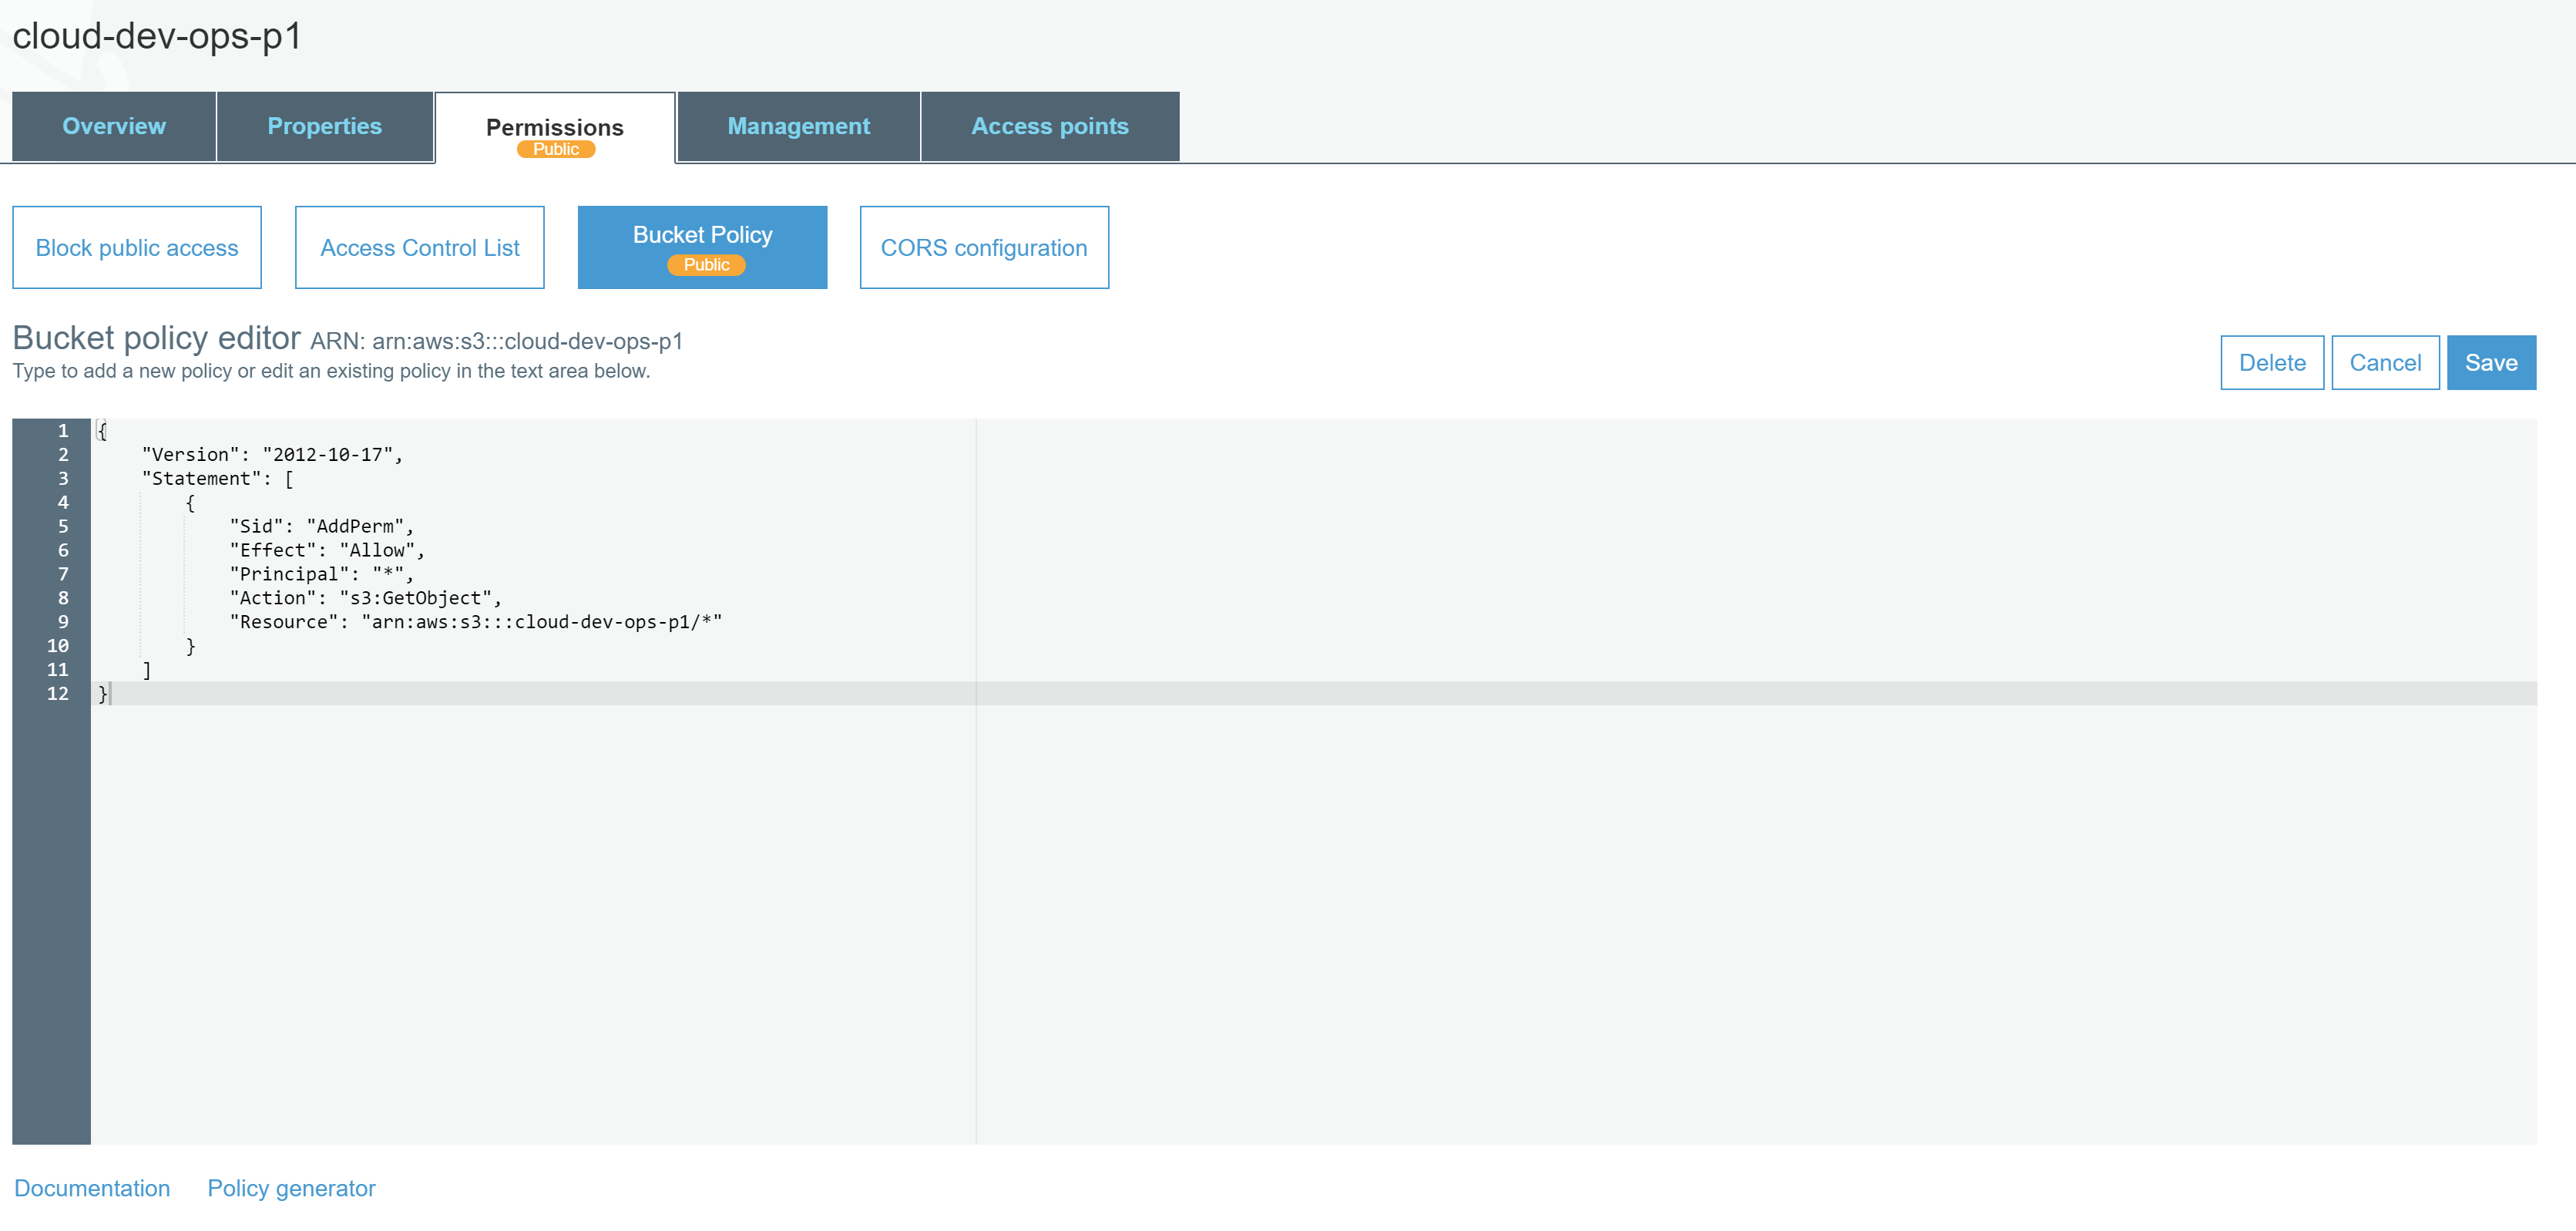 cloud-dev-ops-p1
Overview
Properties
Permissions
Public
Management
Access points
Block public access
Access Control List
Bucket Policy
Public
CORS configuration
Bucket policy editor ARN: arn:aws:s3:::cloud-dev-ops-p1
Type to add a new policy or edit an existing policy in the text area below.
Delete
Cancel
Save
1 {
2     "Version": "2012-10-17",
3     "Statement": [
4         {
5             "Sid": "AddPerm",
6             "Effect": "Allow",
7             "Principal": "*",
8             "Action": "s3:GetObject",
9             "Resource": "arn:aws:s3:::cloud-dev-ops-p1/*"
10         }
11     ]
12 }
Documentation
Policy generator